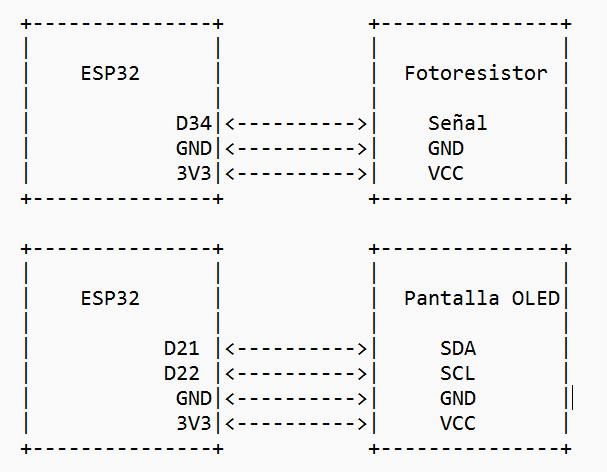 +---------------+            +---------------+
|               |            |               |
|    ESP32      |            |  Fotoresistor |
|               |            |               |
|            D34|<---------->|    Señal      |
|            GND|<---------->|    GND        |
|            3V3|<---------->|    VCC        |
+---------------+            +---------------+
+---------------+            +---------------+
|               |            |               |
|    ESP32      |            |  Pantalla OLED|
|               |            |               |
|           D21 |<---------->|     SDA       |
|           D22 |<---------->|     SCL       |
|            GND|<---------->|     GND       |
|            3V3|<---------->|     VCC       |
+---------------+            +---------------+